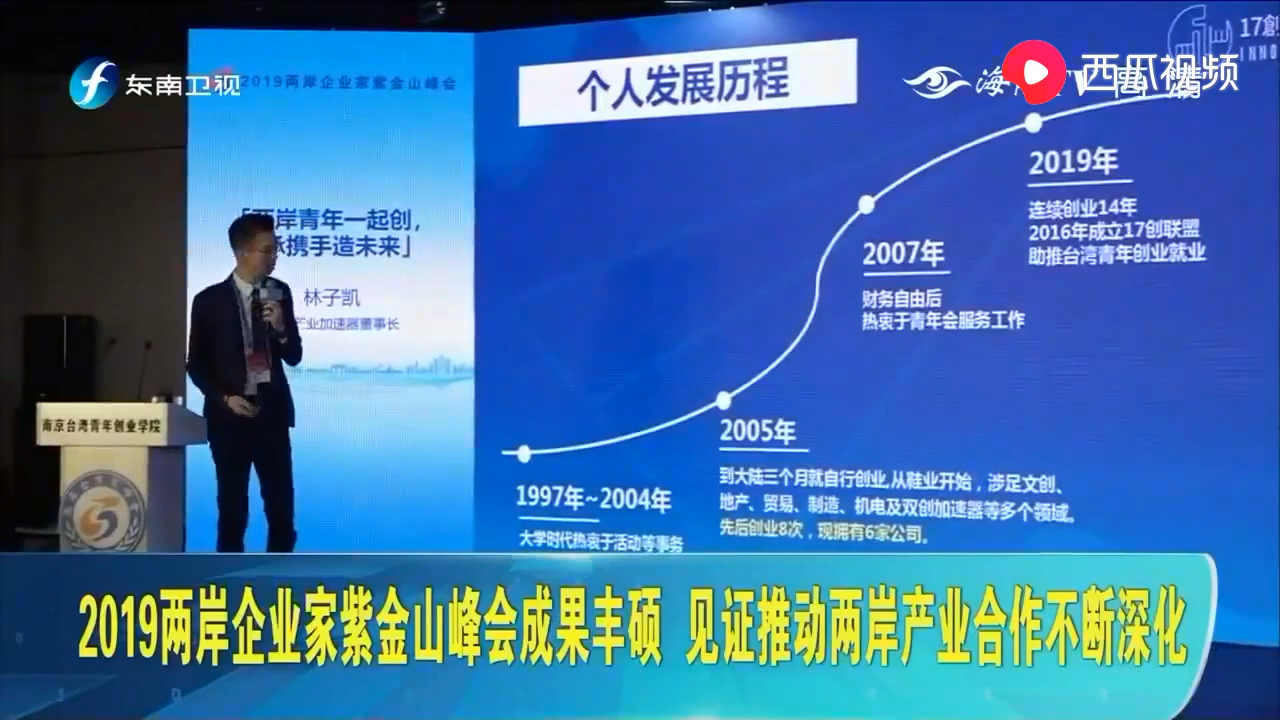 东南卫视
2019两岸企业家紫金山峰会
个人发展历程
17創
INNO
西瓜视频
岸青年一起创,
携手造未来」
林子凯
产业加速器董事长
南京台湾青年创业学院
2019年
连续创业14年
2016年成立17创联盟
助推台湾青年创业就业
2007年
财务自由后
热衷于青年会服务工作
2005年
到大陆三个月就自行创业,从鞋业开始，涉足文创、
地产、贸易、制造、机电及双创加速器等多个领域。
先后创业8次，现拥有6家公司。
1997年~2004年
大学时代热衷于活动等事务
2019两岸企业家紫金山峰会成果丰硕 见证推动两岸产业合作不断深化